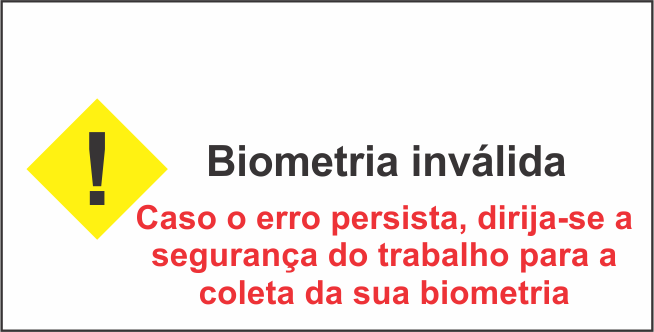 !
Biometria inválida
Caso o erro persista, dirija-se a
segurança do trabalho para a
coleta da sua biometria